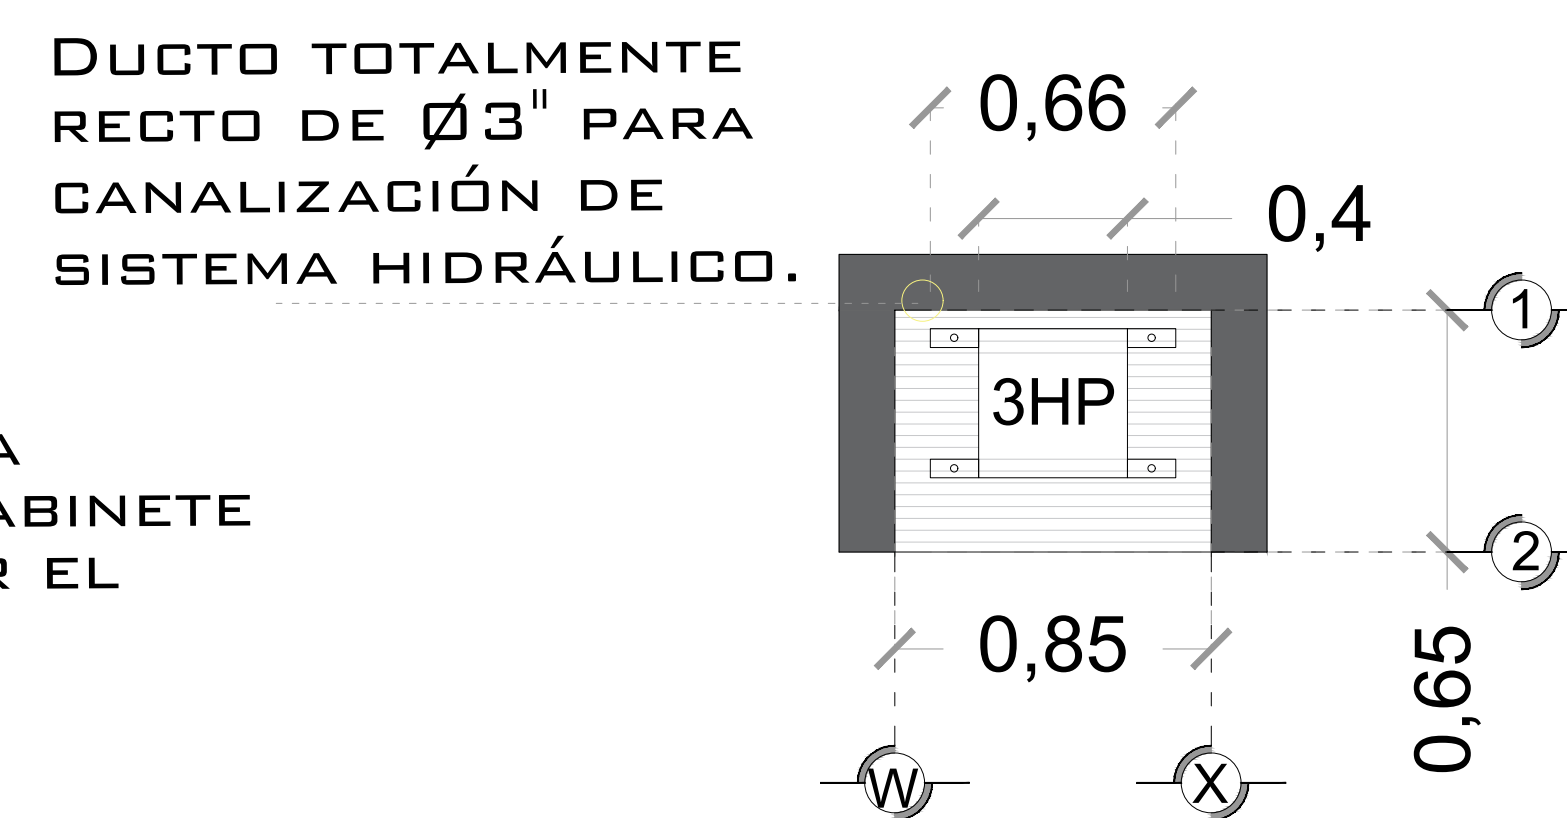 Ducto totalmente
recto de Ø3" para
canalización de
sistema hidráulico.
0,66
0,4
1
3HP
A
ABINETE
R EL
2
0,85
0,65
W
X